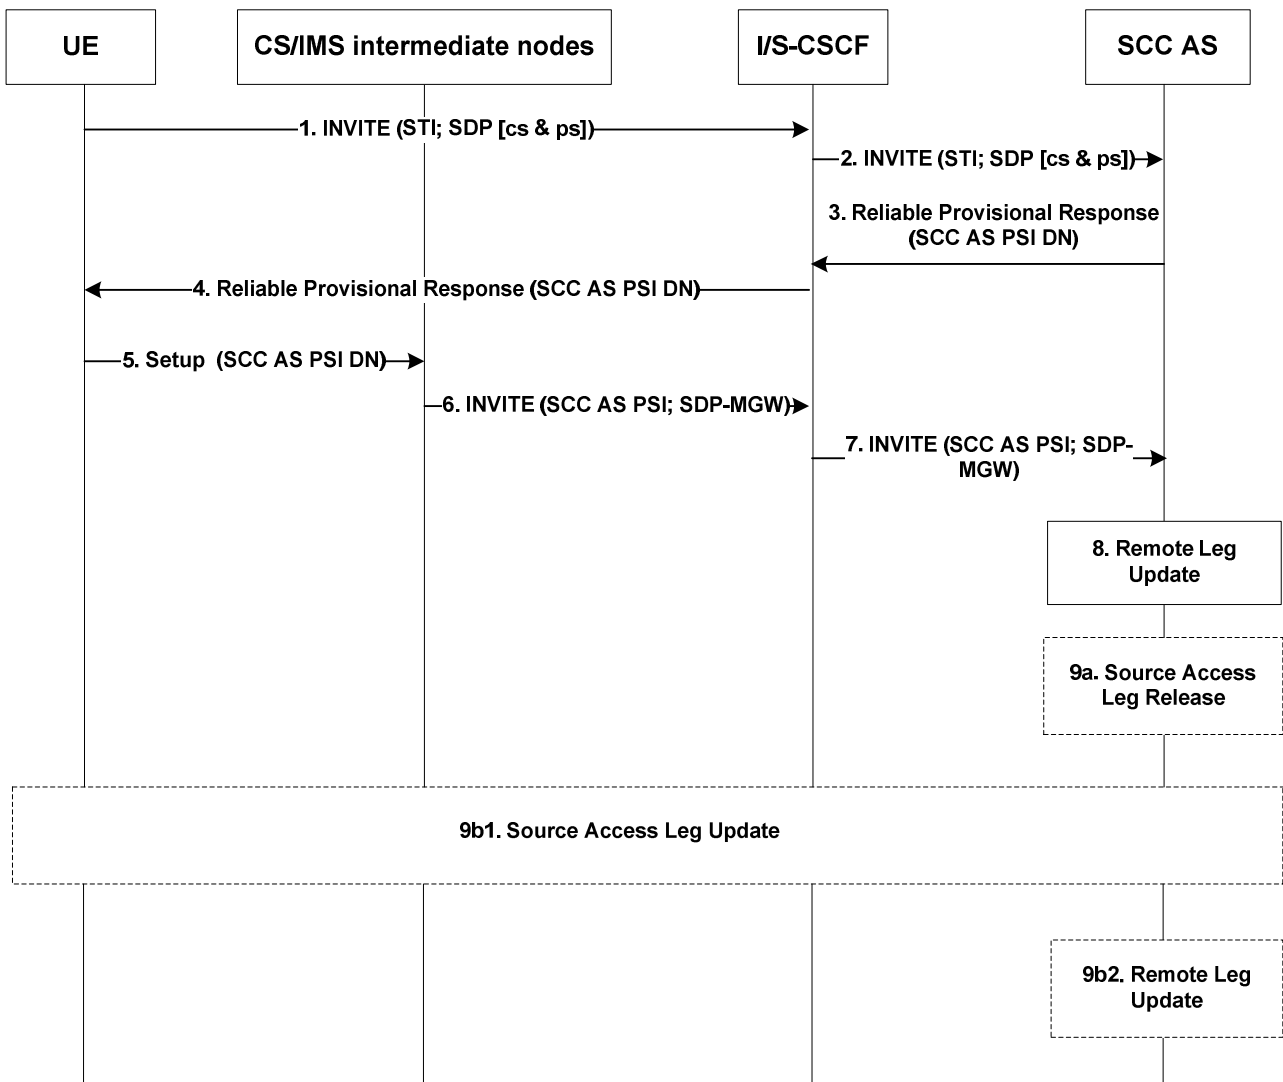 UE
CS/IMS intermediate nodes
I/S-CSCF
SCC AS
1. INVITE (STI; SDP [cs & ps])
2. INVITE (STI; SDP [cs & ps])
3. Reliable Provisional Response
(SCC AS PSI DN)
4. Reliable Provisional Response (SCC AS PSI DN)
5. Setup (SCC AS PSI DN)
6. INVITE (SCC AS PSI; SDP-MGW)
7. INVITE (SCC AS PSI; SDP-
MGW)
8. Remote Leg
Update
9a. Source Access
Leg Release
9b1. Source Access Leg Update
9b2. Remote Leg
Update